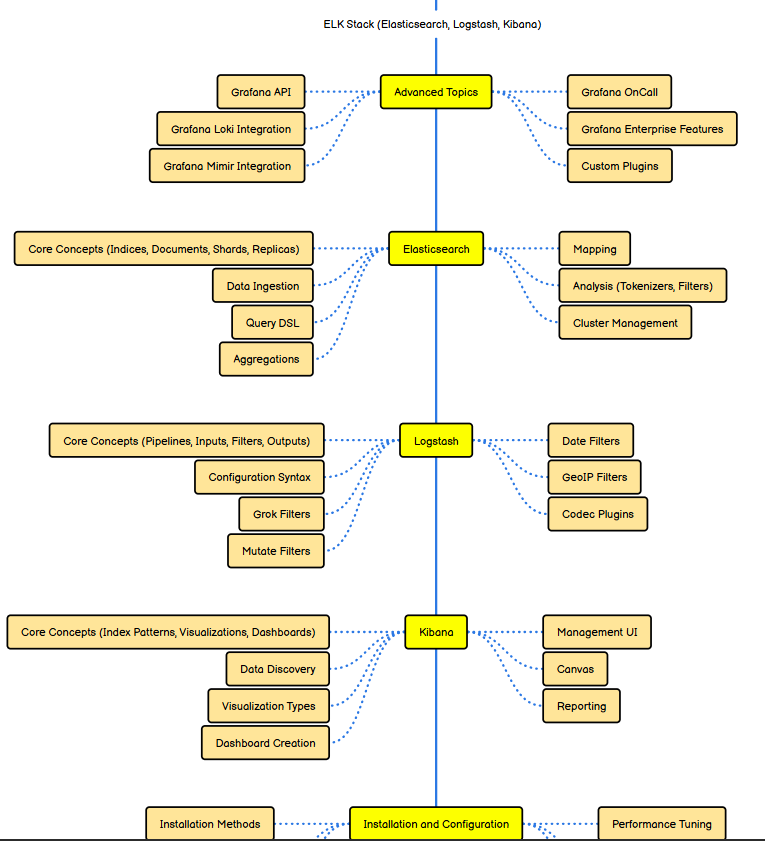 ELK Stack (Elasticsearch, Logstash, Kibana)
Grafana API
Advanced Topics
Grafana OnCall
Grafana Loki Integration
Grafana Enterprise Features
Grafana Mimir Integration
Custom Plugins
Core Concepts (Indices, Documents, Shards, Replicas)
Elasticsearch
Mapping
Data Ingestion
Analysis (Tokenizers, Filters)
Query DSL
Cluster Management
Aggregations
Core Concepts (Pipelines, Inputs, Filters, Outputs)
Logstash
Date Filters
Configuration Syntax
GeoIP Filters
Grok Filters
Codec Plugins
Mutate Filters
Core Concepts (Index Patterns, Visualizations, Dashboards)
Kibana
Management UI
Data Discovery
Canvas
Visualization Types
Reporting
Dashboard Creation
Installation Methods
Installation and Configuration
Performance Tuning